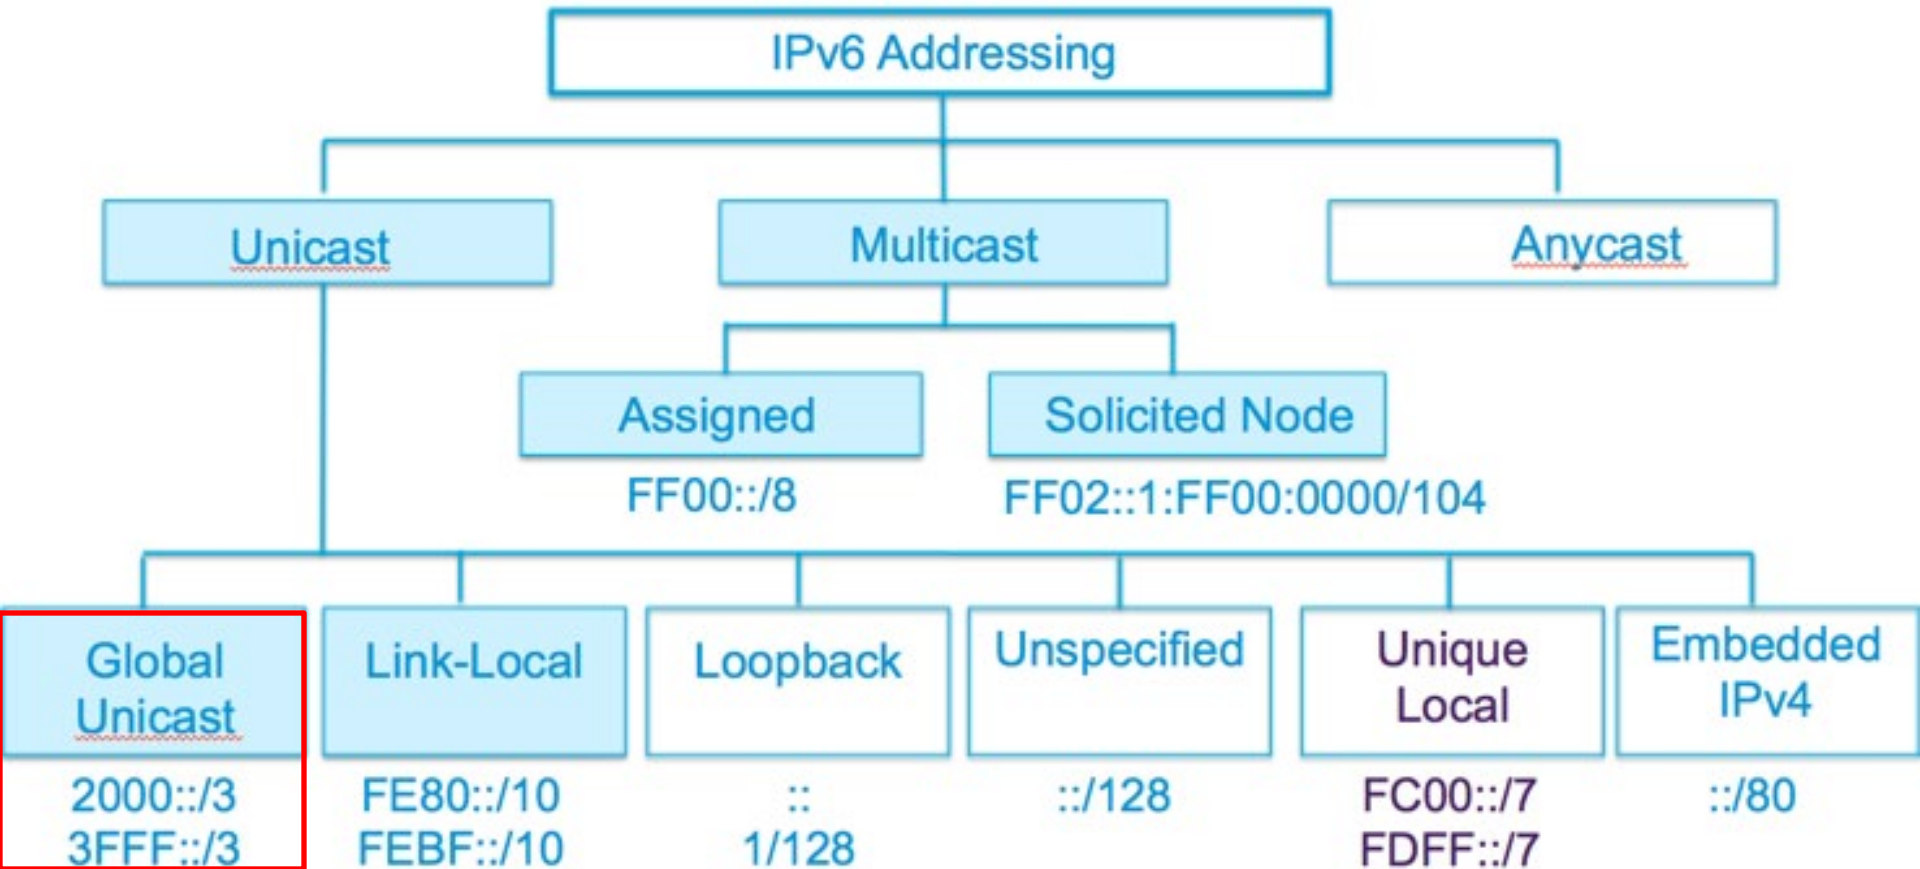 IPv6 Addressing
Unicast
Multicast
Anycast
Assigned
Solicited Node
FF00::/8
FF02::1:FF00:0000/104
Global
Unicast
2000::/3
3FFF::/3
Link-Local
FE80::/10
FEBF::/10
Loopback
::
1/128
Unspecified
::/128
Unique
Local
FC00::/7
FDFF::/7
Embedded
IPv4
::/80